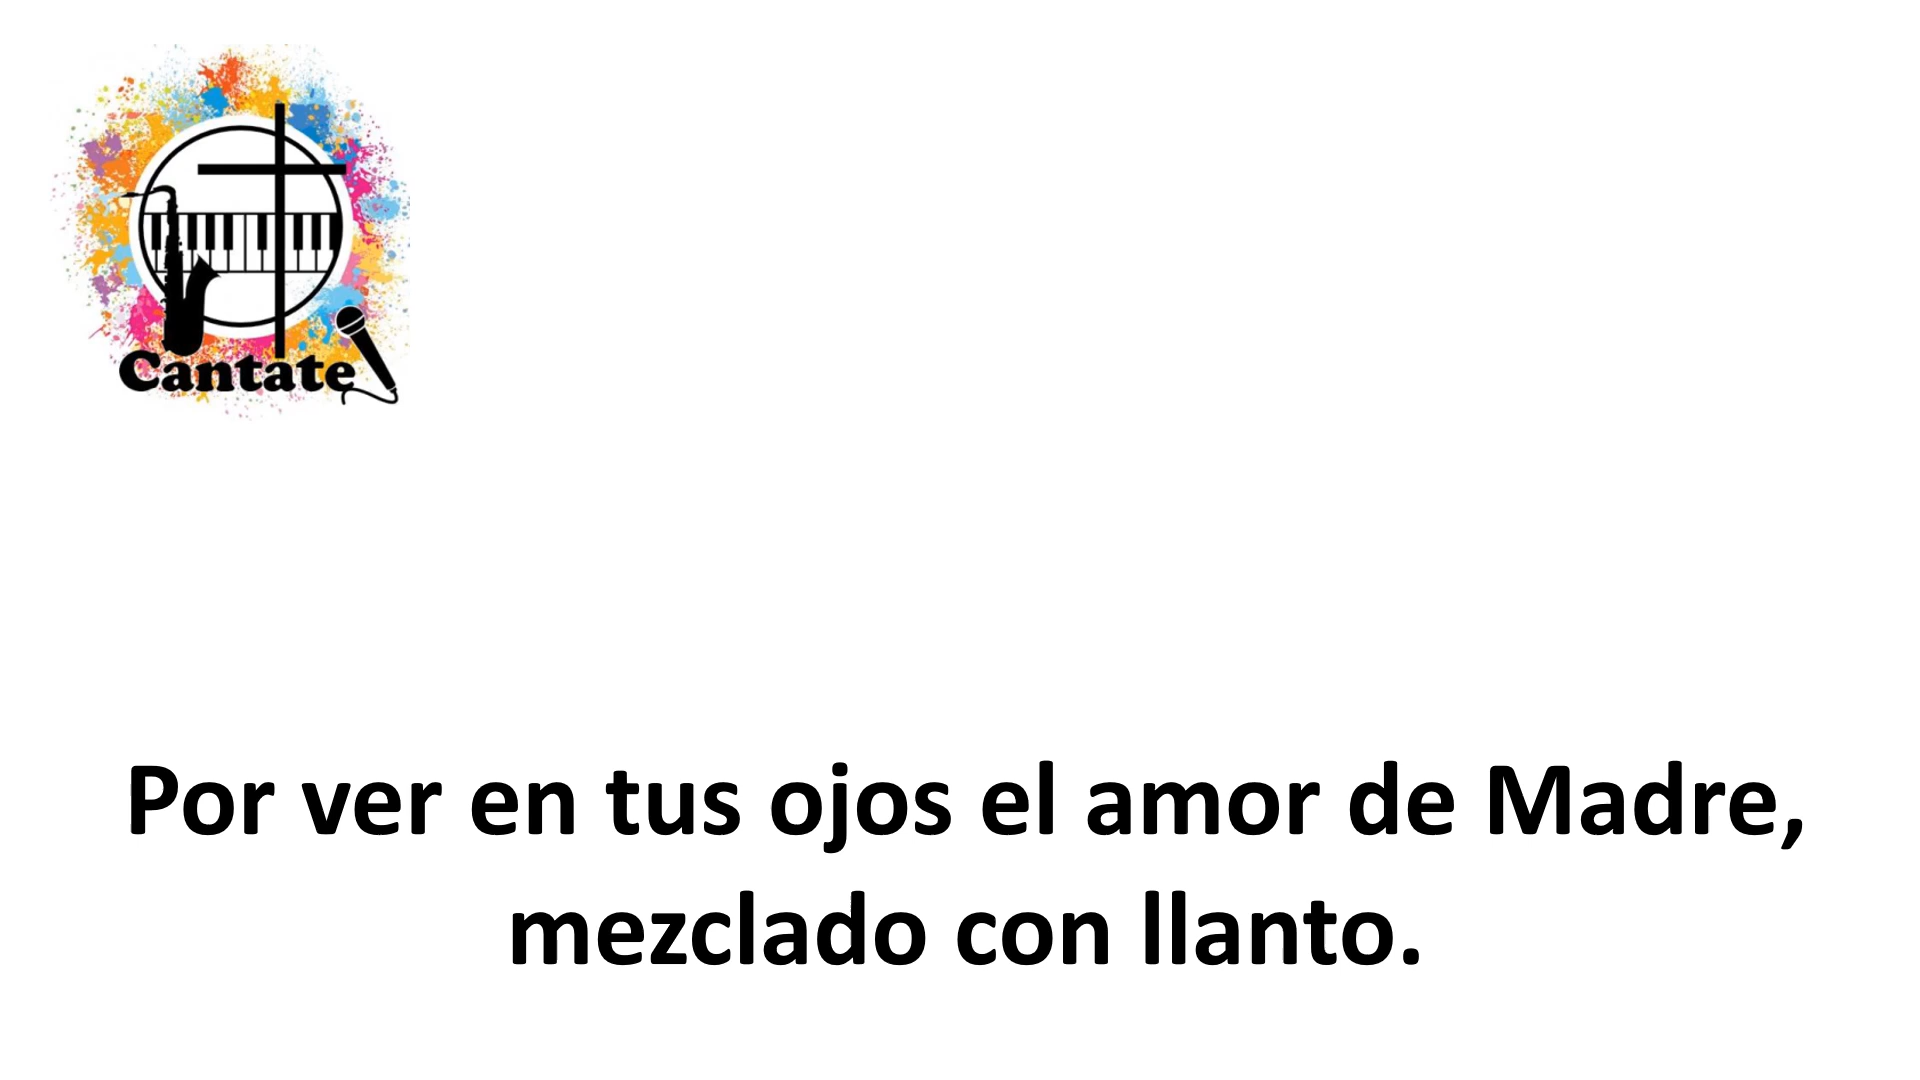 Cantate
Por ver en tus ojos el amor de Madre,
mezclado con llanto.